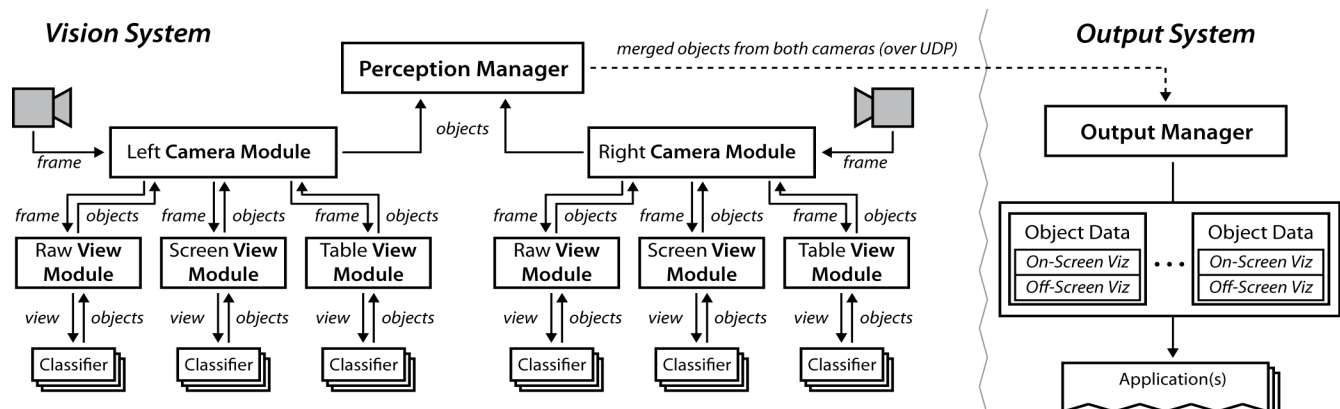 Vision System
Output System
merged objects from both cameras (over UDP)
Perception Manager
objects
Output Manager
frame
Left Camera Module
Right Camera Module
frame
frame objects frame objects frame objects
frame objects frame objects frame objects
Raw View Module
Screen View Module
Table View Module
Raw View Module
Screen View Module
Table View Module
view objects view objects view objects
view objects view objects view objects
Classifier
Classifier
Classifier
Classifier
Classifier
Classifier
Object Data
On-Screen Viz
Off-Screen Viz
...
Object Data
On-Screen Viz
Off-Screen Viz
Application(s)